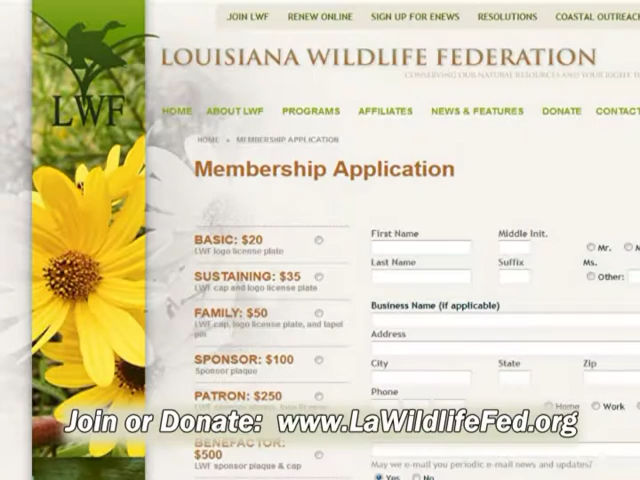 JOIN LWF RENEW ONLINE SIGN UP FOR ENEWS RESOLUTIONS COASTAL OUTREAC
LOUISIANA WILDLIFE FEDERATION
CONSERVING OUR NATURAL RESOURCES AND YOUR RIGHT T
LWF
HOME ABOUT LWF PROGRAMS AFFILIATES NEWS & FEATURES DONATE CONTACT
HOME » MEMBERSHIP APPLICATION
Membership Application
BASIC: $20
LWF logo license plate
SUSTAINING: $35
LWF cap and logo license plate
FAMILY: $50
LWF cap, logo license plate, and lapel
pin
SPONSOR: $100
Sponsor plaque
PATRON: $250
BENEFACTOR:
$500
LWF sponsor plaque & cap
First Name Middle Init.
Mr. M
Last Name Suffix Ms.
Other:
Business Name (if applicable)
Address
City State Zip
Phone
Home Work
May we e-mail you periodic e-mail news and updates?
Yes No
Join or Donate: www.LaWildlifeFed.org